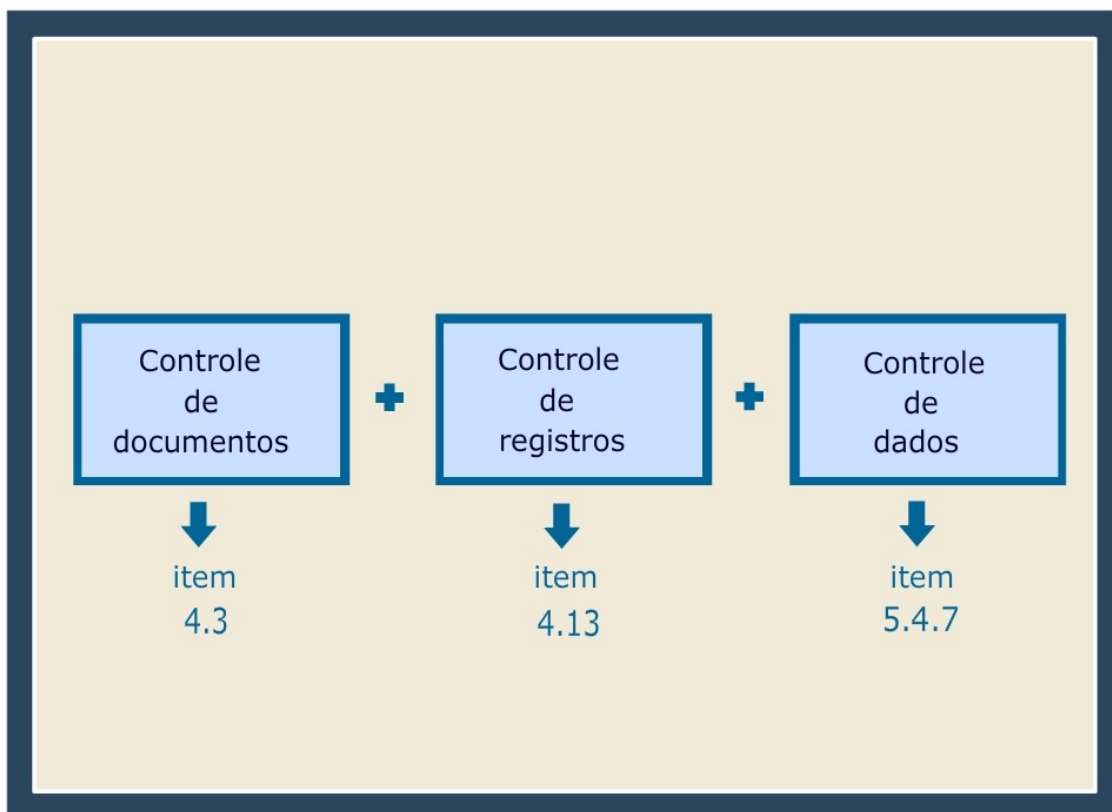 Controle
de
documentos
Controle
de
registros
Controle
de
dados
item
4.3
item
4.13
item
5.4.7